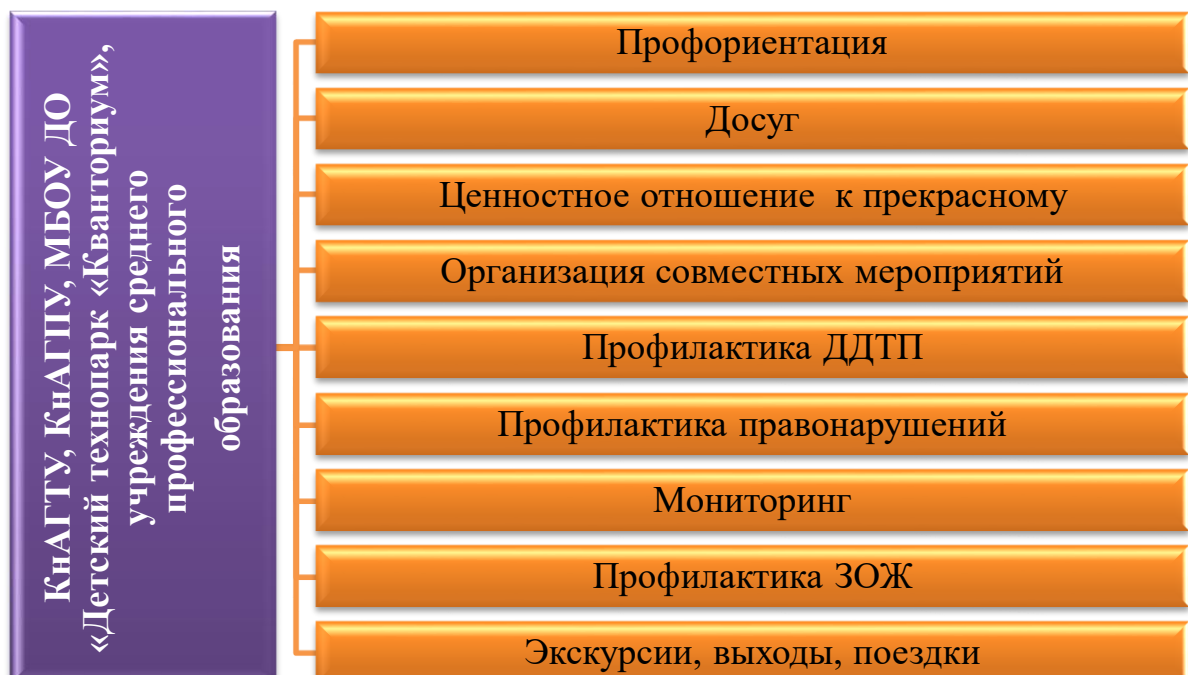 КнАГТУ, КнАГПУ, МБОУ ДО
«Детский технопарк «Кванториум»,
учреждения среднего
профессионального
образования
Профориентация
Досуг
Ценностное отношение к прекрасному
Организация совместных мероприятий
Профилактика ДДТП
Профилактика правонарушений
Мониторинг
Профилактика ЗОЖ
Экскурсии, выходы, поездки